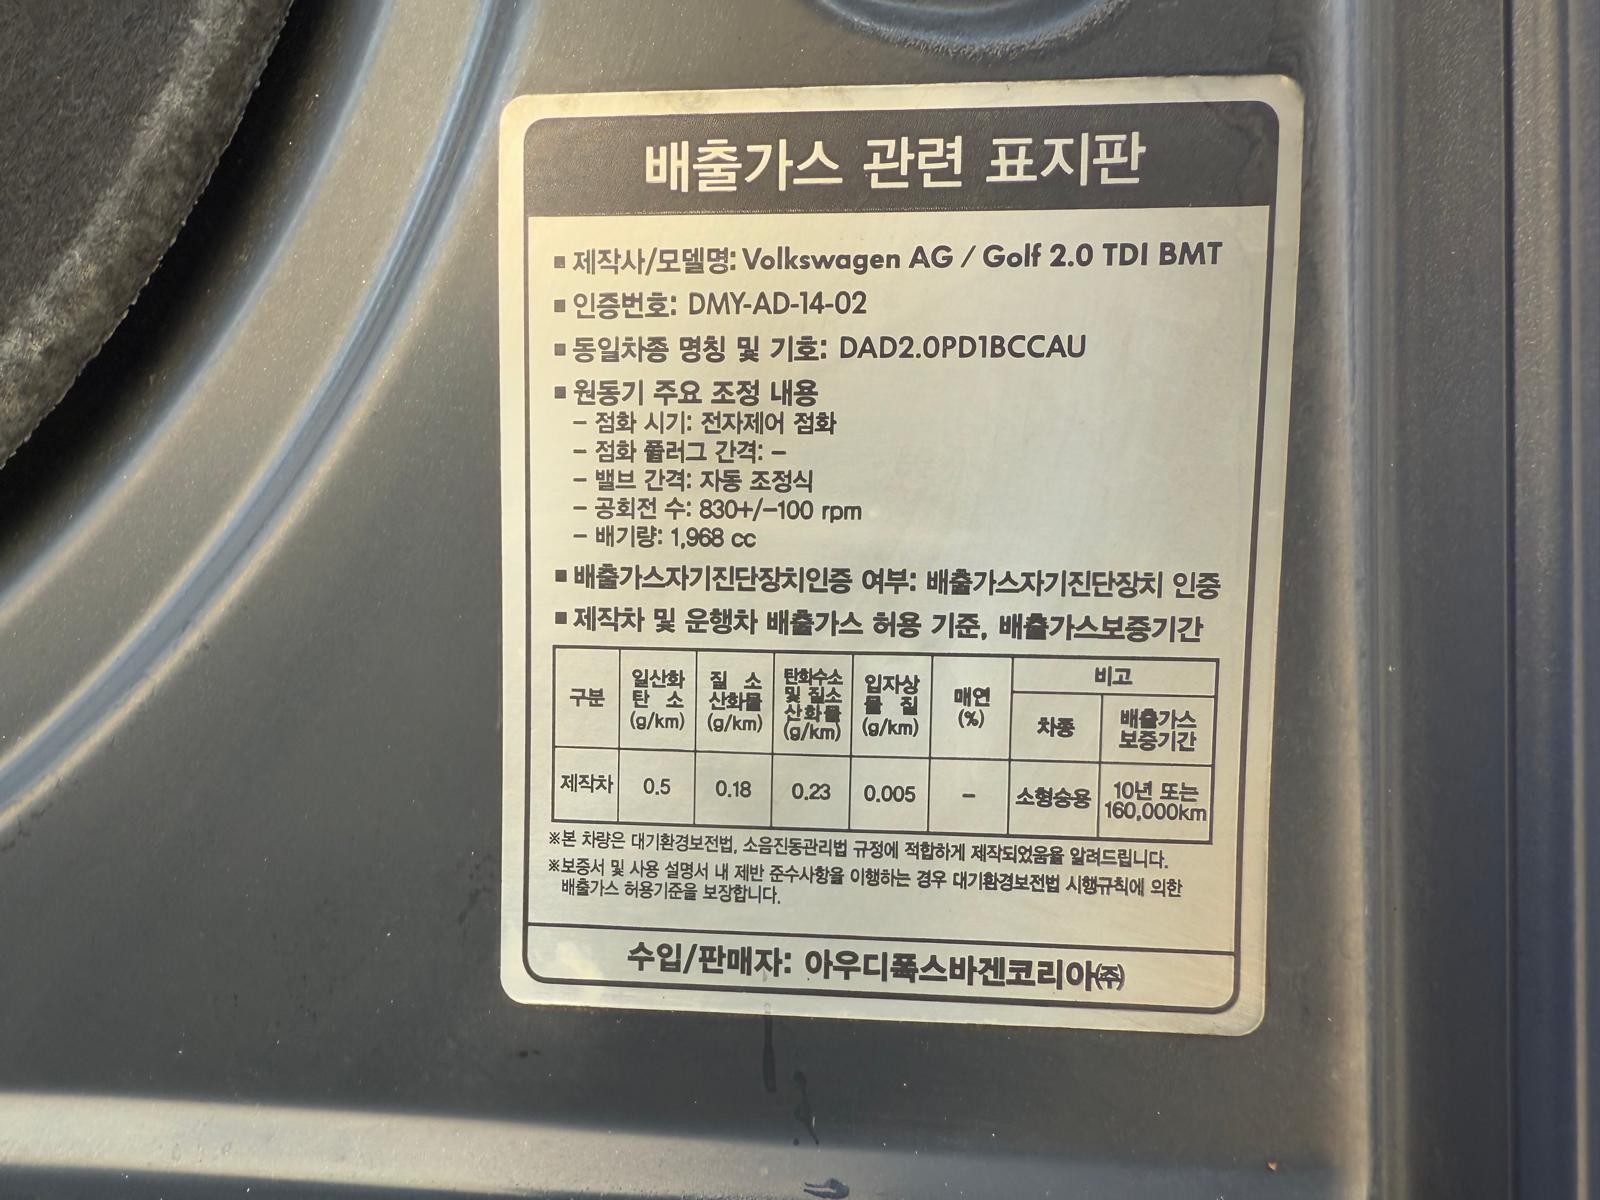 배출가스 관련 표지판
■ 제작사/모델명: Volkswagen AG / Golf 2.0 TDI BMT
■ 인증번호: DMY-AD-14-02
■ 동일차종 명칭 및 기호: DAD2.0PD1BCCAU
■ 원동기 주요 조정 내용
- 점화 시기: 전자제어 점화
- 점화 플러그 간격: -
- 밸브 간격: 자동 조정식
- 공회전 수: 830+/-100 rpm
- 배기량: 1,968 cc
■ 배출가스자기진단장치인증 여부: 배출가스자기진단장치 인증
■ 제작차 및 운행차 배출가스 허용 기준, 배출가스보증기간
구분 일산화탄소 (g/km) 질소산화물 (g/km) 탄화수소 및 질소산화물 (g/km) 입자상물질 (g/km) 매연 (%) 비고
차종 배출가스 보증기간
제작차 0.5 0.18 0.23 0.005 - 소형승용 10년 또는 160,000km
※본 차량은 대기환경보전법, 소음진동관리법 규정에 적합하게 제작되었음을 알려드립니다.
※보증서 및 사용 설명서 내 제반 준수사항을 이행하는 경우 대기환경보전법 시행규칙에 의한
배출가스 허용기준을 보장합니다.
수입/판매자: 아우디폭스바겐코리아㈜